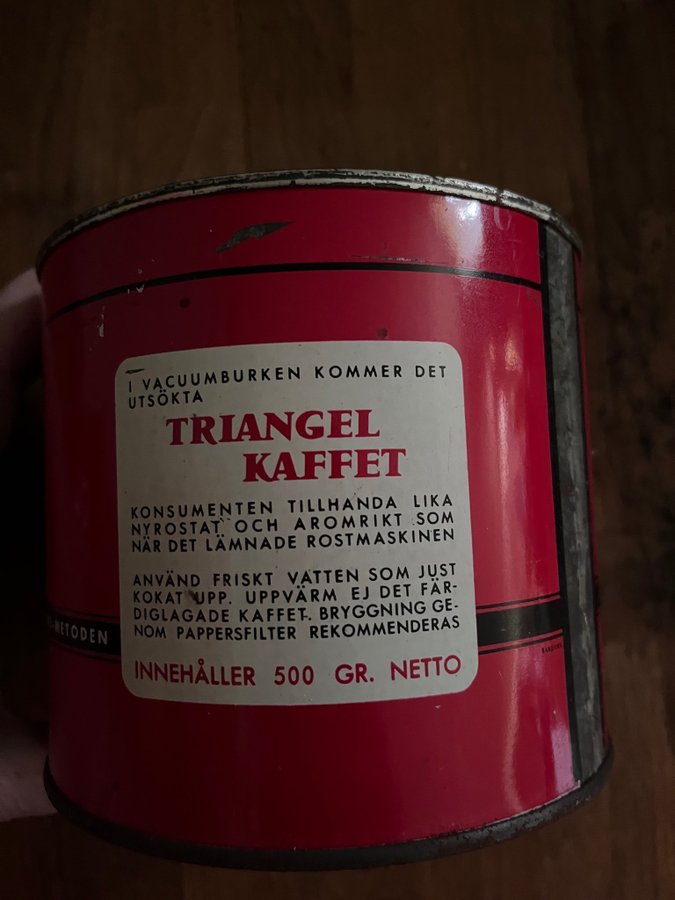 I VACUUMBURKEN KOMMER DET
UTSÖKTA
TRIANGEL
KAFFET
KONSUMENTEN TILLHANDA LIKA
NYROSTAT OCH AROMRIKT SOM
NÄR DET LÄMNADE ROSTMASKINEN
ANVÄND FRISKT VATTEN SOM JUST
KOKAT UPP. UPPVÄRM EJ DET FÄR-
DIGLAGADE KAFFET. BRYGGNING GE-
NOM PAPPERSFILTER REKOMMENDERAS
INNEHÅLLER 500 GR. NETTO
-METODEN